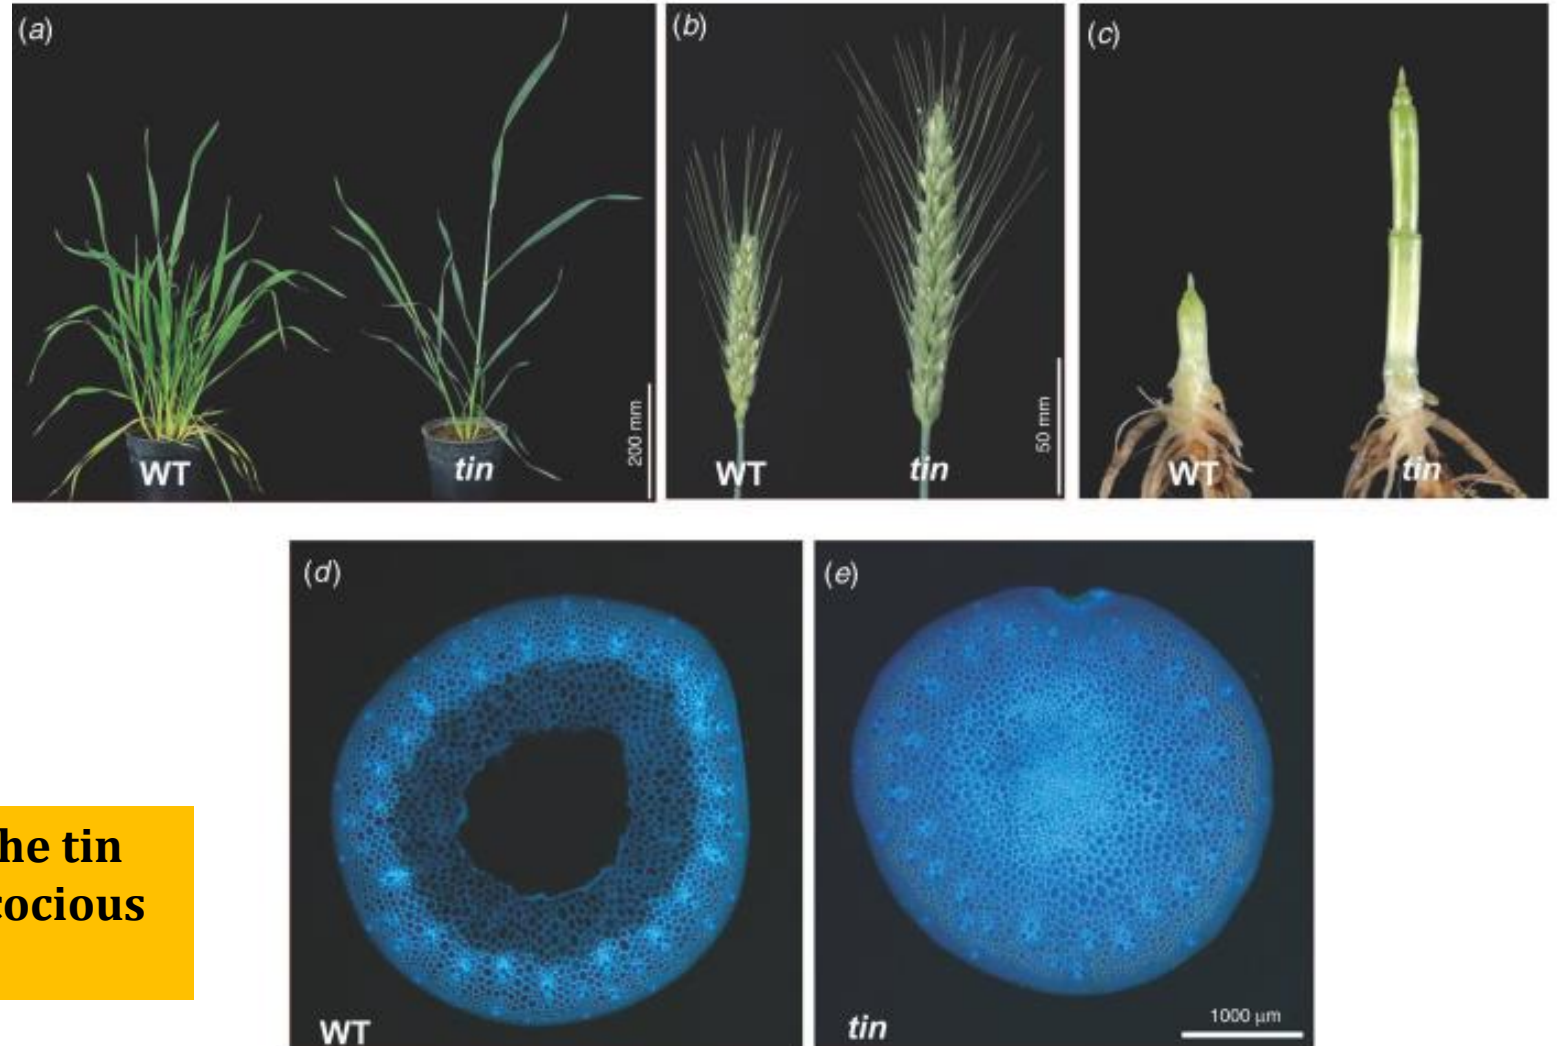 (a)
WT
tin
200 mm
(b)
WT
tin
50 mm
(c)
WT
tin
(d)
WT
(e)
tin
1000 µm
he tin
cocious